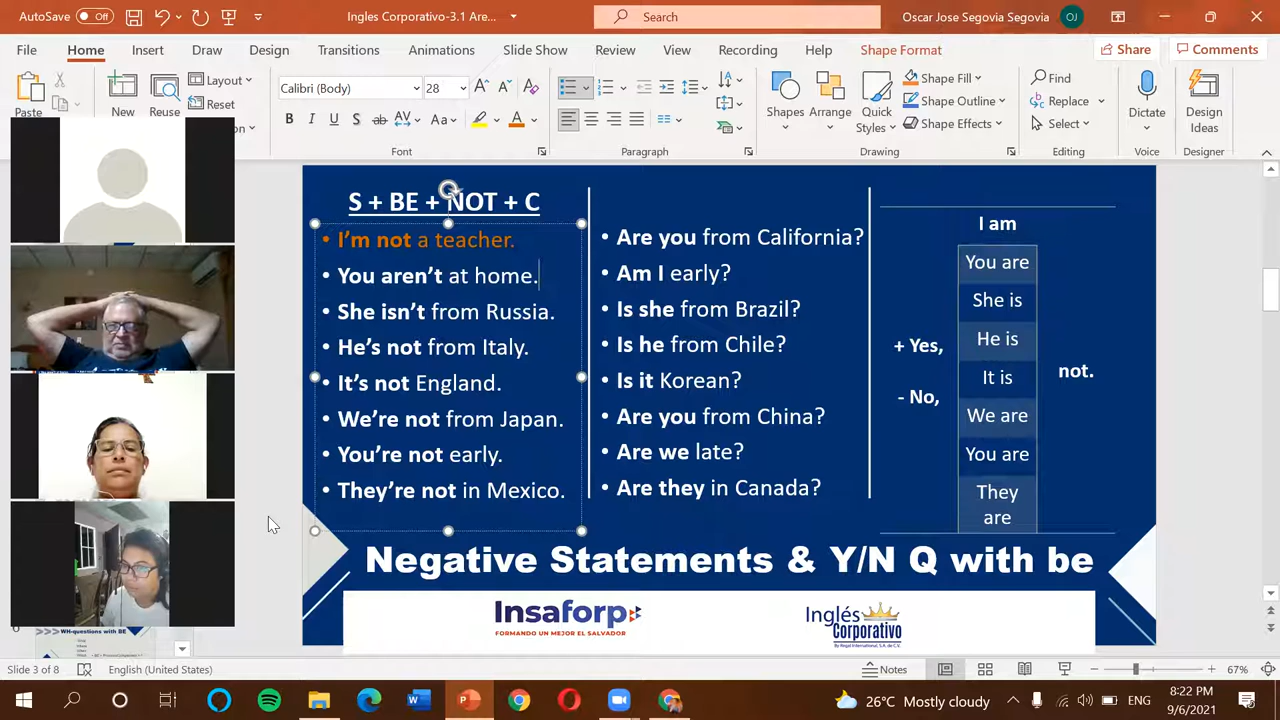 AutoSave Off Ingles Corporativo-3.1 Are... Search Oscar Jose Segovia Segovia OJ
File Home Insert Draw Design Transitions Animations Slide Show Review View Recording Help Shape Format Share Comments
Paste New Reuse Layout Reset Calibri (Body) 28 Shapes Arrange Quick Styles Shape Fill Shape Outline Shape Effects Find Replace Select Dictate Design Ideas
Font Paragraph Drawing Editing Voice Designer
S + BE + NOT + C
• I'm not a teacher.
• You aren't at home.
• She isn't from Russia.
• He's not from Italy.
• It's not England.
• We're not from Japan.
• You're not early.
• They're not in Mexico.
• Are you from California?
• Am I early?
• Is she from Brazil?
• Is he from Chile?
• Is it Korean?
• Are you from China?
• Are we late?
• Are they in Canada?
+ Yes,
- No,
I am
You are
She is
He is
It is
We are
You are
They
are
not.
Negative Statements & Y/N Q with be
Insaforp
FORMANDO UN MEJOR EL SALVADOR
Inglés
Corporativo
By Regal International, S.A. de C.V.
WH-questions with BE
Slide 3 of 8 English (United States) Notes 67%
26°C Mostly cloudy ENG 8:22 PM
9/6/2021